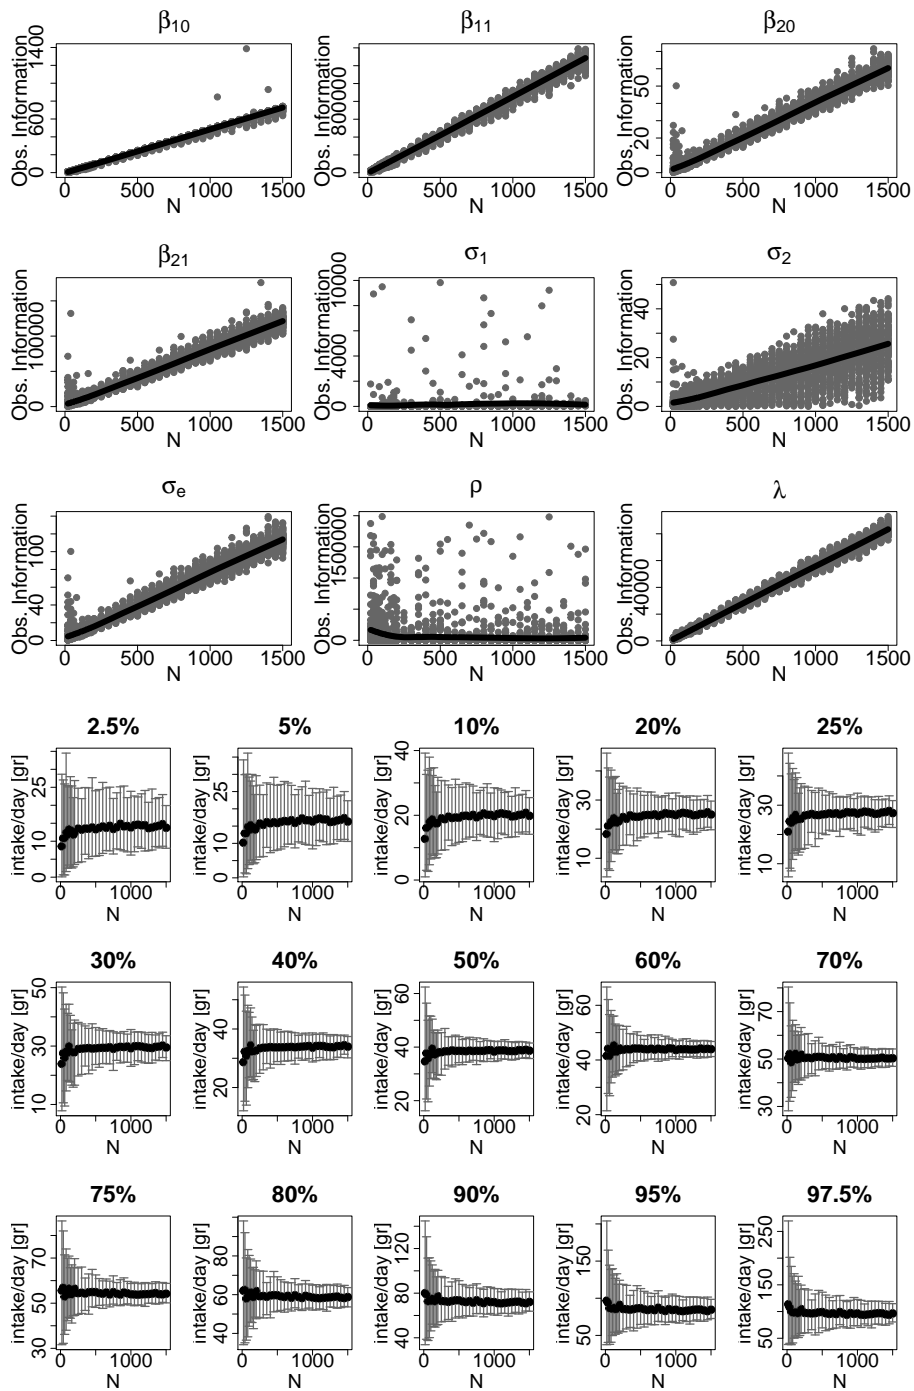 β10 β11 β20
Obs. Information
0 600 1400
0 500 1000 1500
N
Obs. Information
0 800000
0 500 1000 1500
N
Obs. Information
0 20 50
0 500 1000 1500
N
β21 σ1 σ2
Obs. Information
0 100000
0 500 1000 1500
N
Obs. Information
0 4000 10000
0 500 1000 1500
N
Obs. Information
0 20 40
0 500 1000 1500
N
σe ρ λ
Obs. Information
0 40 100
0 500 1000 1500
N
Obs. Information
0 1500000
0 500 1000 1500
N
Obs. Information
0 40000
0 500 1000 1500
N
2.5% 5% 10% 20% 25%
intake/day [gr]
0 10 25
0 1000
N
intake/day [gr]
0 10 25
0 1000
N
intake/day [gr]
0 20 40
0 1000
N
intake/day [gr]
10 30
0 1000
N
intake/day [gr]
10 30
0 1000
N
30% 40% 50% 60% 70%
intake/day [gr]
10 30 50
0 1000
N
intake/day [gr]
20 40
0 1000
N
intake/day [gr]
20 40 60
0 1000
N
intake/day [gr]
20 40 60
0 1000
N
intake/day [gr]
30 50 70
0 1000
N
75% 80% 90% 95% 97.5%
intake/day [gr]
30 50 70
0 1000
N
intake/day [gr]
40 60 80
0 1000
N
intake/day [gr]
40 80 120
0 1000
N
intake/day [gr]
50 150
0 1000
N
intake/day [gr]
50 150 250
0 1000
N